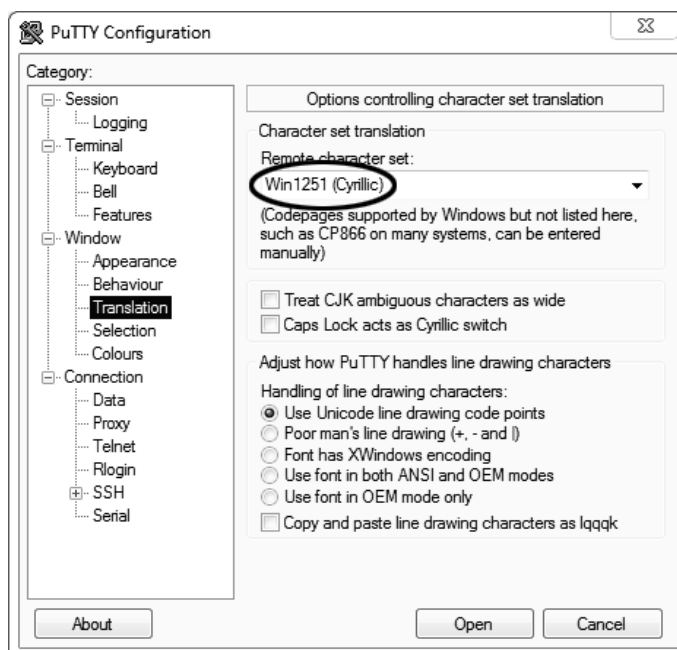 PuTTY Configuration
Category:
Session
Logging
Terminal
Keyboard
Bell
Features
Window
Appearance
Behaviour
Translation
Selection
Colours
Connection
Data
Proxy
Telnet
Rlogin
SSH
Serial
Options controlling character set translation
Character set translation
Remote character set:
Win1251 (Cyrillic)
(Codepages supported by Windows but not listed here,
such as CP866 on many systems, can be entered
manually)
Treat CJK ambiguous characters as wide
Caps Lock acts as Cyrillic switch
Adjust how PuTTY handles line drawing characters
Handling of line drawing characters:
Use Unicode line drawing code points
Poor man's line drawing (+, - and |)
Font has XWindows encoding
Use font in both ANSI and OEM modes
Use font in OEM mode only
Copy and paste line drawing characters as lqqqk
About
Open
Cancel